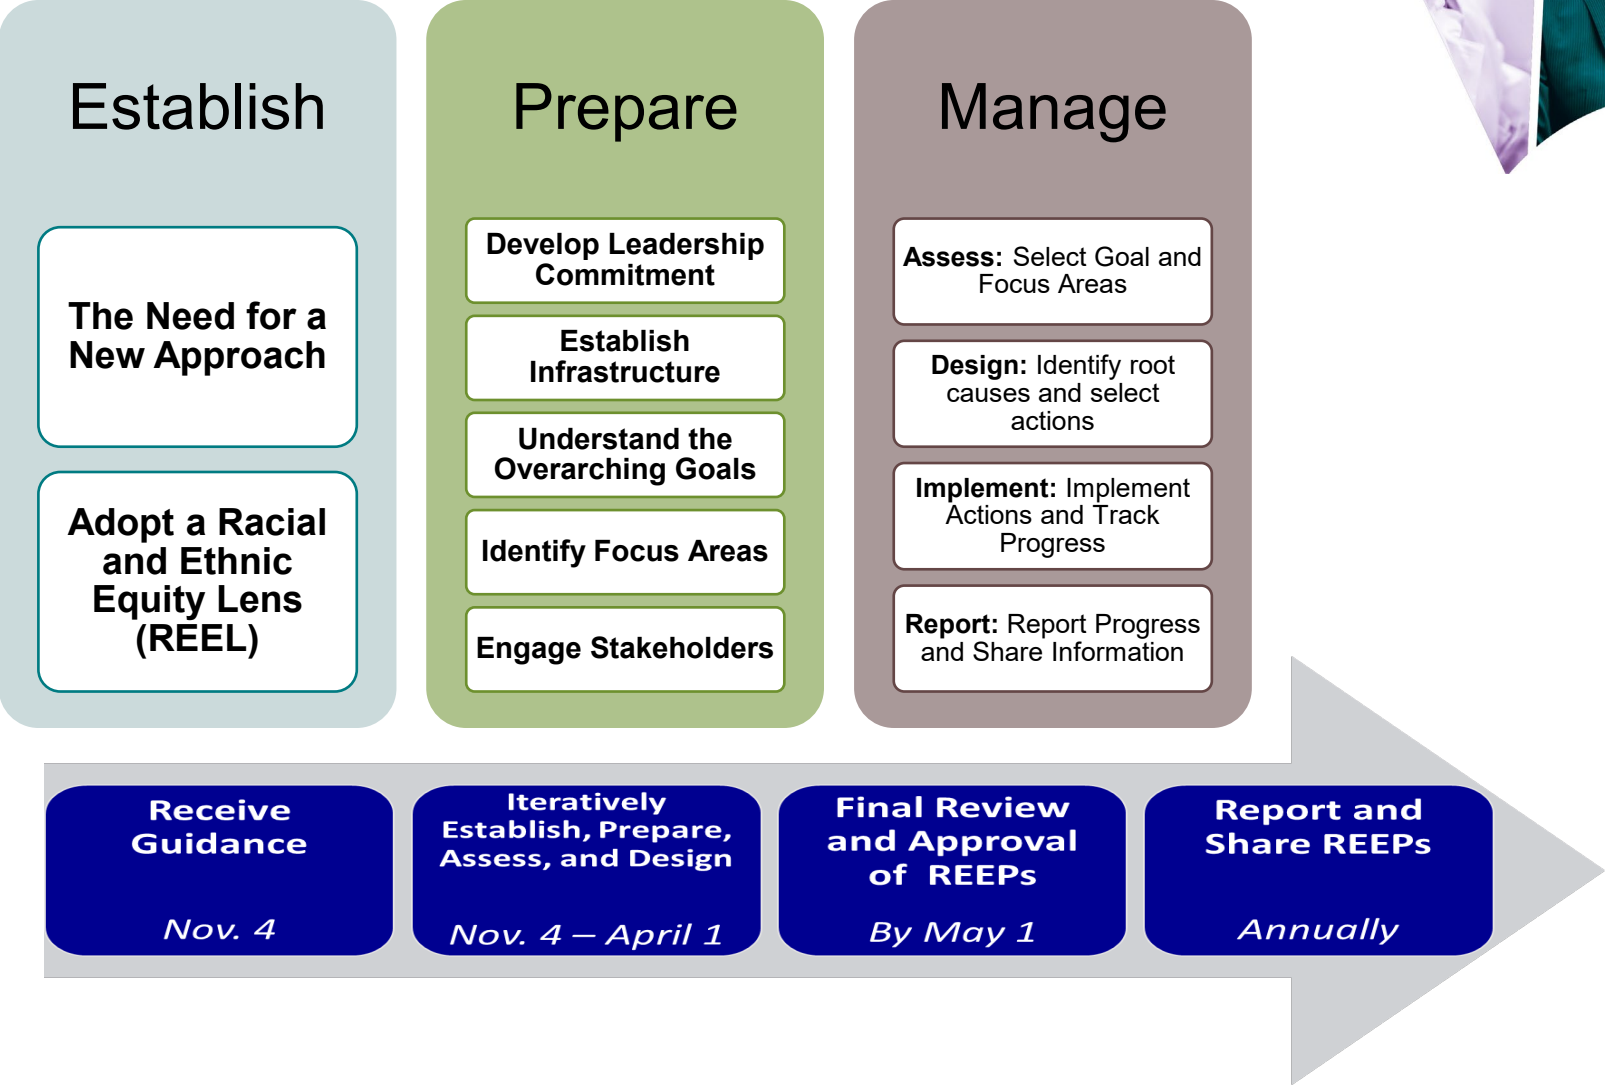 Establish
The Need for a
New Approach
Adopt a Racial
and Ethnic
Equity Lens
(REEL)
Prepare
Develop Leadership
Commitment
Establish
Infrastructure
Understand the
Overarching Goals
Identify Focus Areas
Engage Stakeholders
Manage
Assess: Select Goal and
Focus Areas
Design: Identify root
causes and select
actions
Implement: Implement
Actions and Track
Progress
Report: Report Progress
and Share Information
Receive
Guidance
Nov. 4
Iteratively
Establish, Prepare,
Assess, and Design
Nov. 4 – April 1
Final Review
and Approval
of REEPs
By May 1
Report and
Share REEPs
Annually